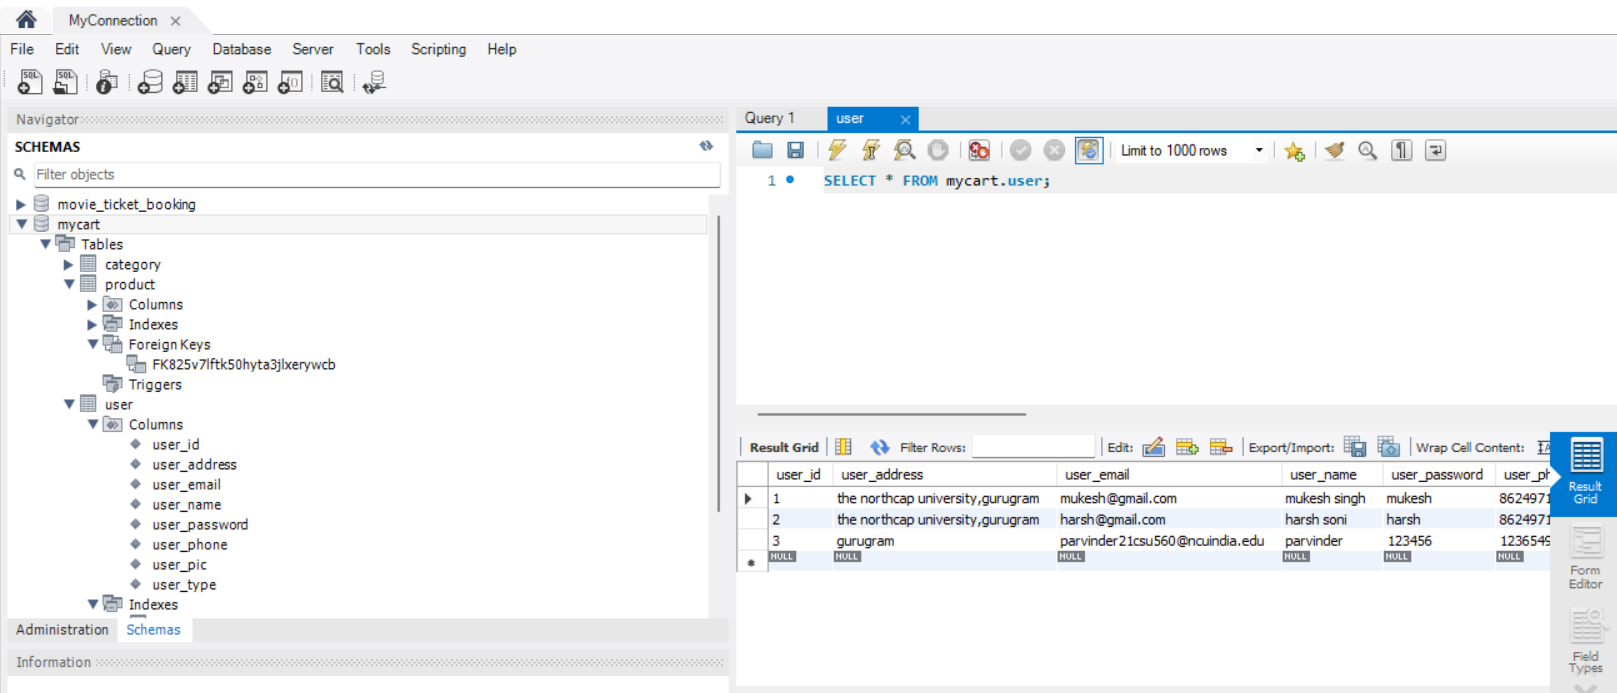 MyConnection
File Edit View Query Database Server Tools Scripting Help
Navigator
SCHEMAS
Filter objects
movie_ticket_booking
mycart
Tables
category
product
Columns
Indexes
Foreign Keys
FK825v7lftk50hyta3jlxerywcb
Triggers
user
Columns
user_id
user_address
user_email
user_name
user_password
user_phone
user_pic
user_type
Indexes
Administration Schemas
Information
Query 1 user
Limit to 1000 rows
1 SELECT * FROM mycart.user;
Result Grid Filter Rows: Edit: Export/Import: Wrap Cell Content:
user_id user_address user_email user_name user_password user_ph
1 the northcap university,gurugram mukesh@gmail.com mukesh singh mukesh 8624971
2 the northcap university,gurugram harsh@gmail.com harsh soni harsh 8624971
3 gurugram parvinder21csu560@ncuindia.edu parvinder 123456 1236549
NULL NULL NULL NULL NULL NULL
Result
Grid
Form
Editor
Field
Types